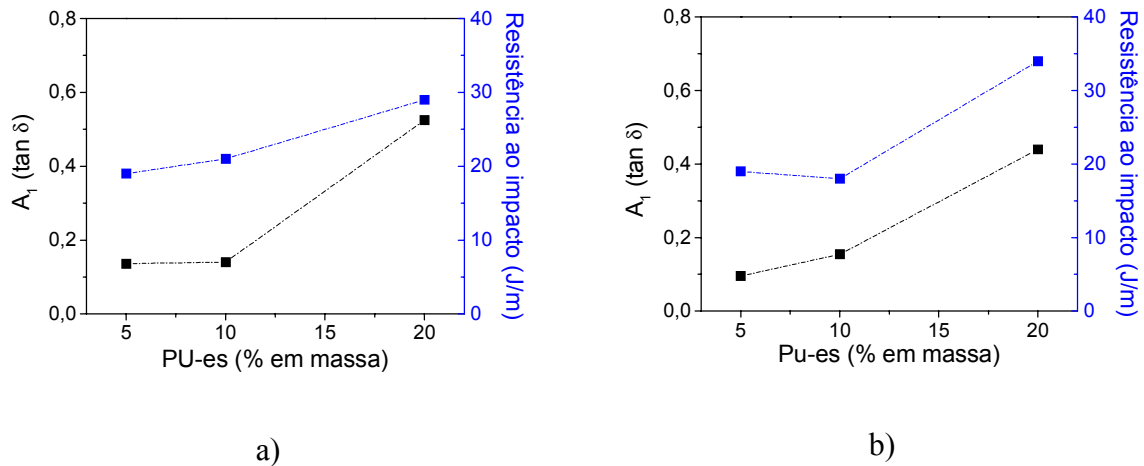 0,8
0,6
0,4
0,2
0,0
A1 (tan δ)
40
30
20
10
0
Resistência ao impacto (J/m)
5 10 15 20
PU-es (% em massa)
a)
0,8
0,6
0,4
0,2
0,0
A1 (tan δ)
40
30
20
10
0
Resistência ao impacto (J/m)
5 10 15 20
Pu-es (% em massa)
b)